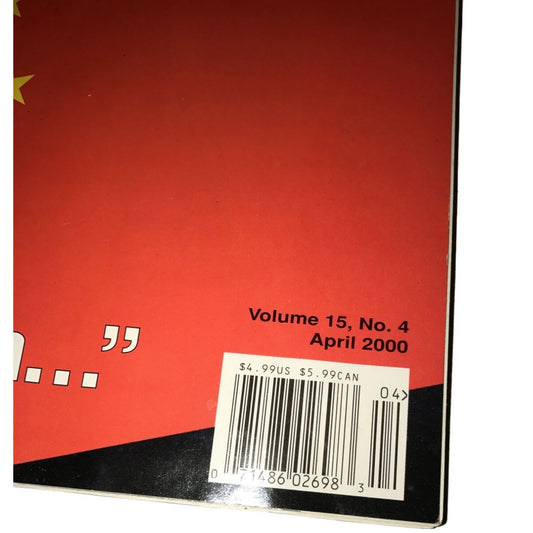 ...”
Volume 15, No. 4
April 2000
$4.99US $5.99CAN
04>
0 71486 02698 3